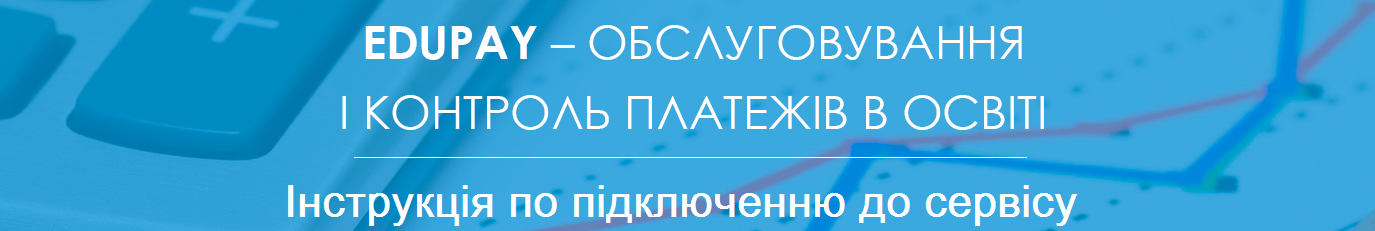 EDUPAY – ОБСЛУГОВУВАННЯ
І КОНТРОЛЬ ПЛАТЕЖІВ В ОСВІТІ
Інструкція по підключенню до сервісу